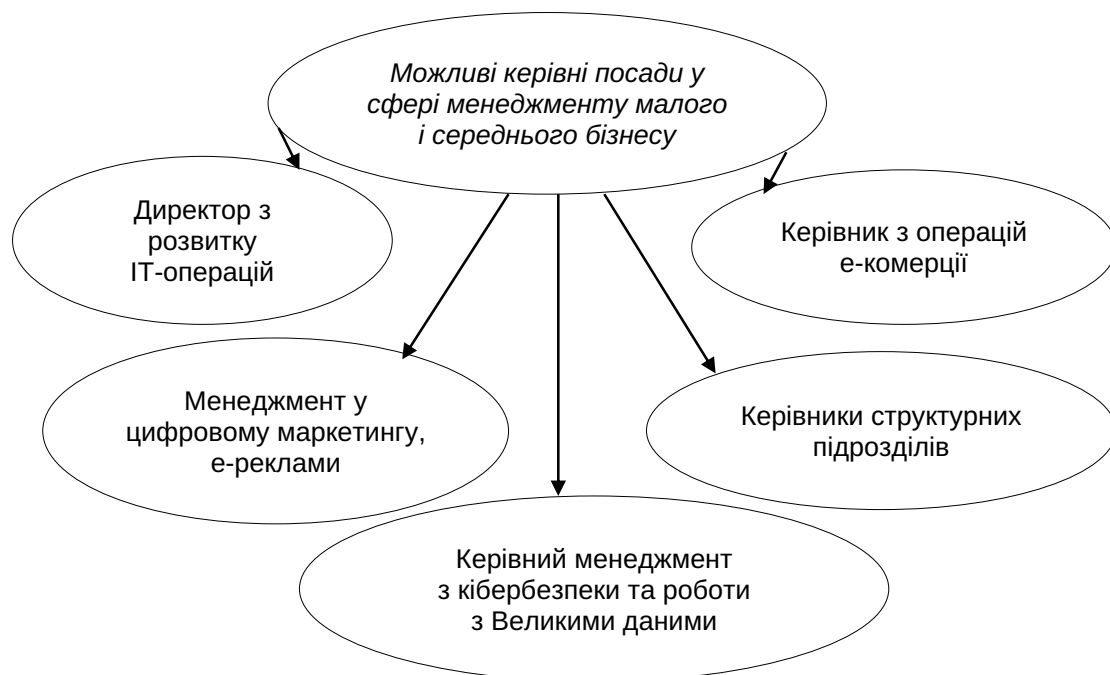 Можливі керівні посади у
сфері менеджменту малого
і середнього бізнесу
Директор з
розвитку
ІТ-операцій
Керівник з операцій
е-комерції
Менеджмент у
цифровому маркетингу,
е-реклами
Керівники структурних
підрозділів
Керівний менеджмент
з кібербезпеки та роботи
з Великими даними